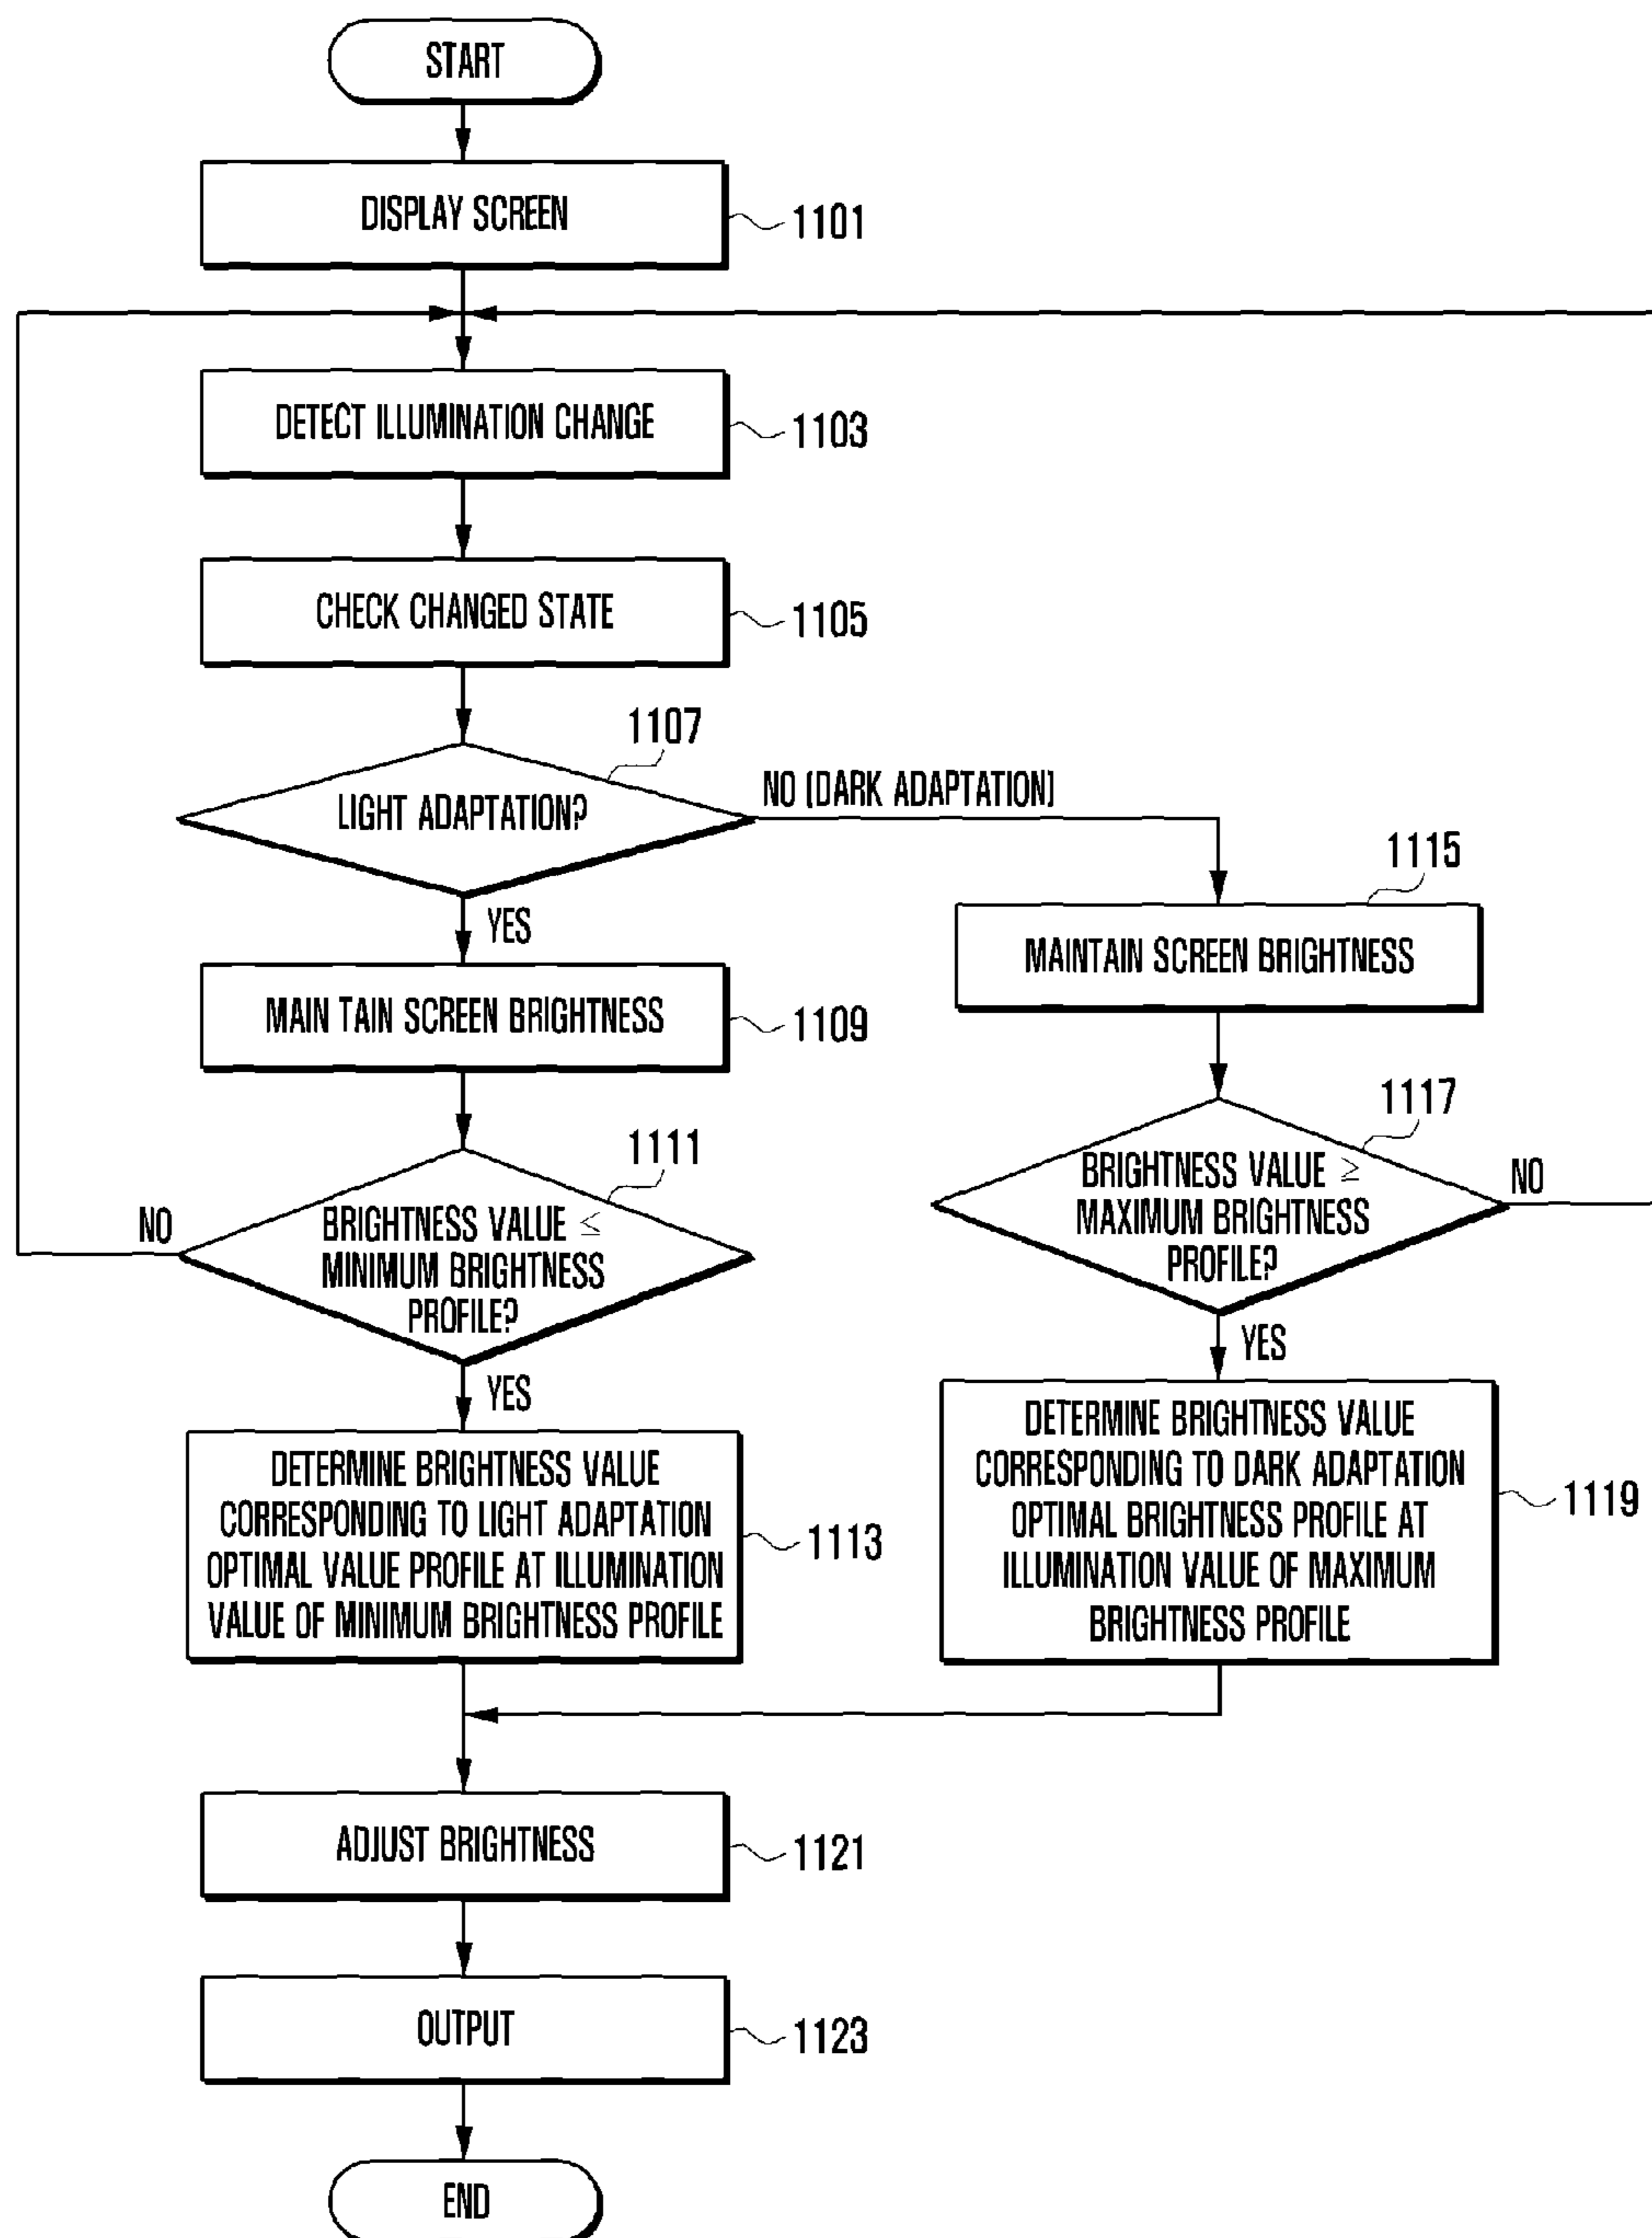 START
DISPLAY SCREEN
1101
DETECT ILLUMINATION CHANGE
1103
CHECK CHANGED STATE
1105
1107
LIGHT ADAPTATION?
NO (DARK ADAPTATION)
YES
MAIN TAIN SCREEN BRIGHTNESS
1109
1111
BRIGHTNESS VALUE ≤
MINIMUM BRIGHTNESS
PROFILE?
NO
YES
DETERMINE BRIGHTNESS VALUE
CORRESPONDING TO LIGHT ADAPTATION
OPTIMAL VALUE PROFILE AT ILLUMINATION
VALUE OF MINIMUM BRIGHTNESS PROFILE
1113
1115
MAINTAIN SCREEN BRIGHTNESS
1117
BRIGHTNESS VALUE ≥
MAXIMUM BRIGHTNESS
PROFILE?
NO
YES
DETERMINE BRIGHTNESS VALUE
CORRESPONDING TO DARK ADAPTATION
OPTIMAL BRIGHTNESS PROFILE AT
ILLUMINATION VALUE OF MAXIMUM
BRIGHTNESS PROFILE
1119
ADJUST BRIGHTNESS
1121
OUTPUT
1123
END